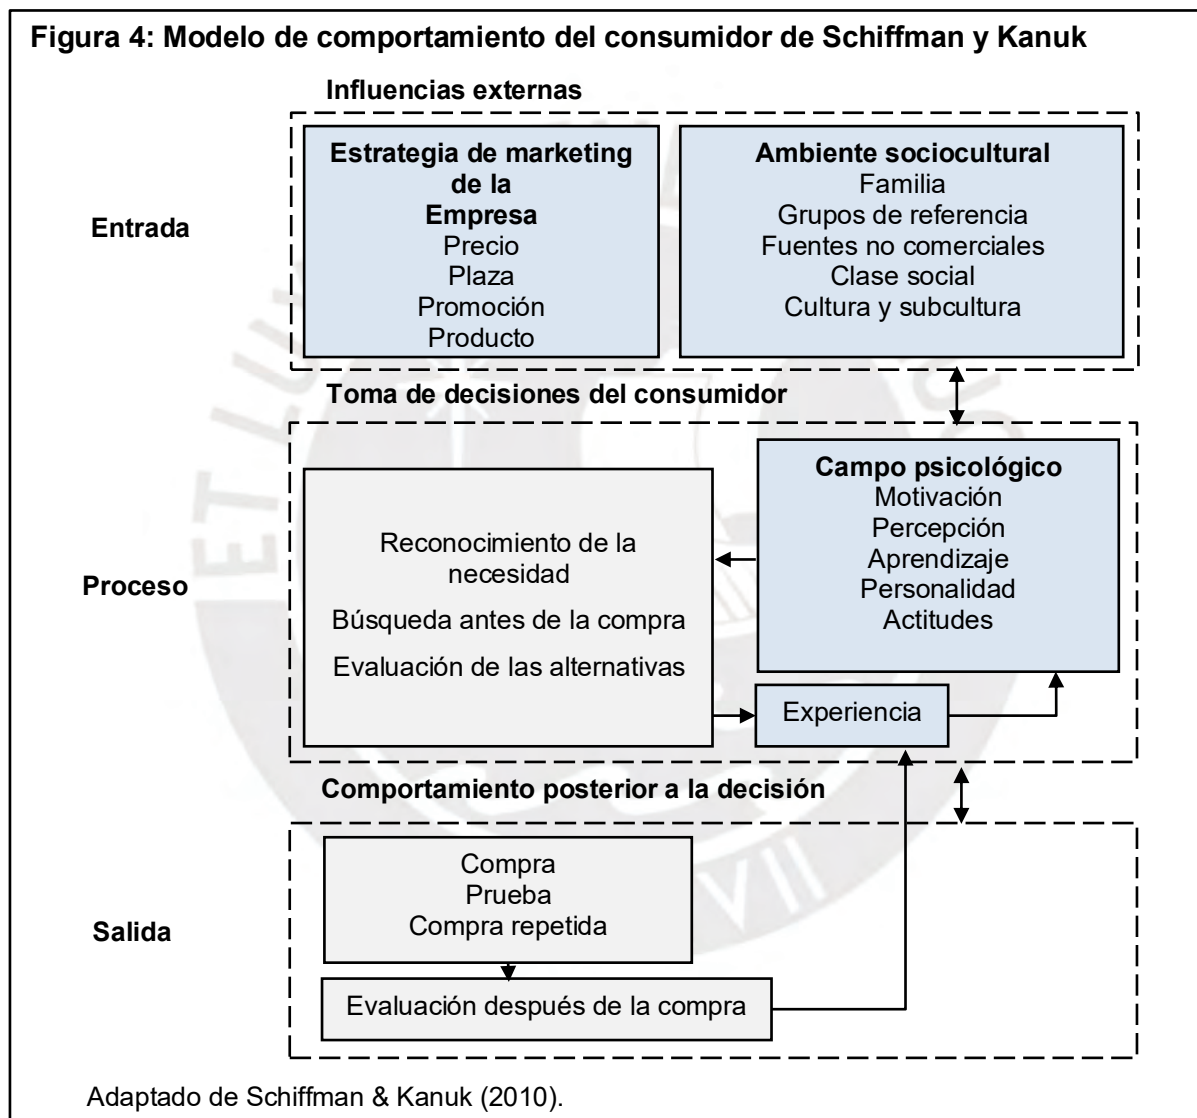 Figura 4: Modelo de comportamiento del consumidor de Schiffman y Kanuk
Influencias externas
Entrada
Estrategia de marketing
de la
Empresa
Precio
Plaza
Promoción
Producto
Ambiente sociocultural
Familia
Grupos de referencia
Fuentes no comerciales
Clase social
Cultura y subcultura
Toma de decisiones del consumidor
Proceso
Reconocimiento de la
necesidad
Búsqueda antes de la compra
Evaluación de las alternativas
Campo psicológico
Motivación
Percepción
Aprendizaje
Personalidad
Actitudes
Experiencia
Comportamiento posterior a la decisión
Salida
Compra
Prueba
Compra repetida
Evaluación después de la compra
Adaptado de Schiffman & Kanuk (2010).
ET LU
VII